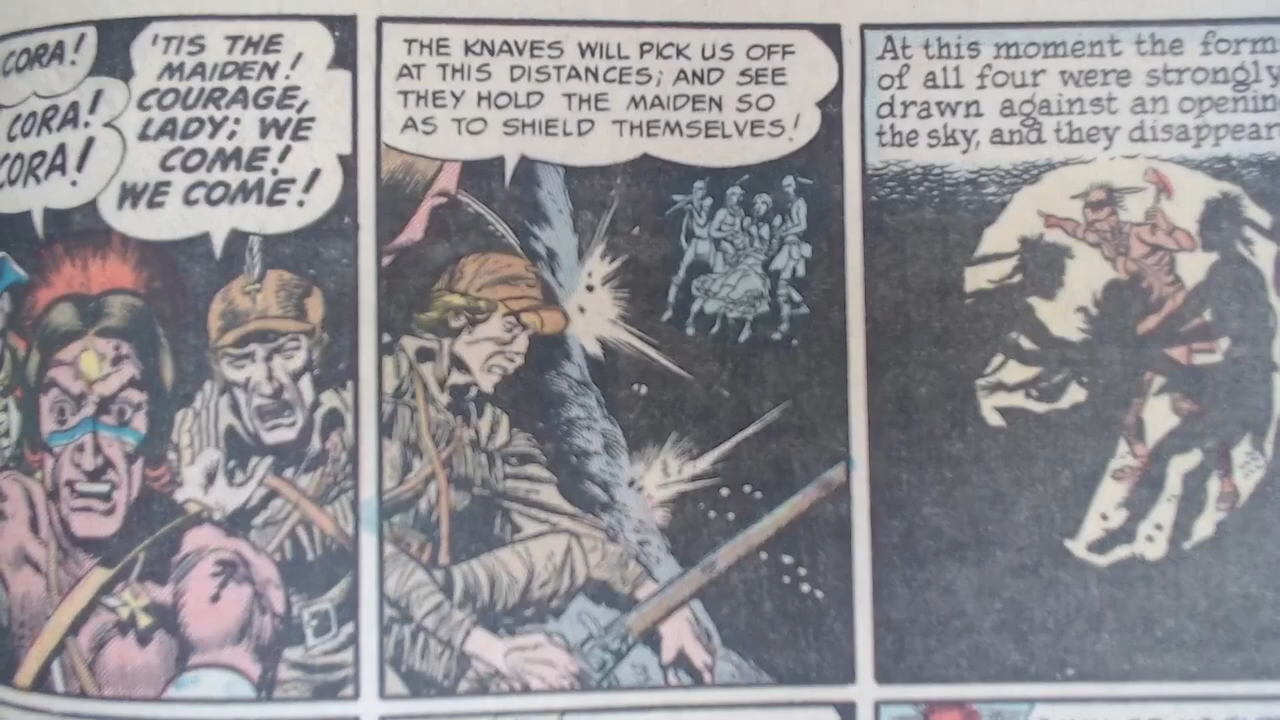 CORA!
CORA!
CORA!
'TIS THE
MAIDEN!
COURAGE,
LADY; WE
COME!
WE COME!
THE KNAVES WILL PICK US OFF
AT THIS DISTANCES; AND SEE
THEY HOLD THE MAIDEN SO
AS TO SHIELD THEMSELVES!
At this moment the form
of all four were strongly
drawn against an openin
the sky, and they disappear